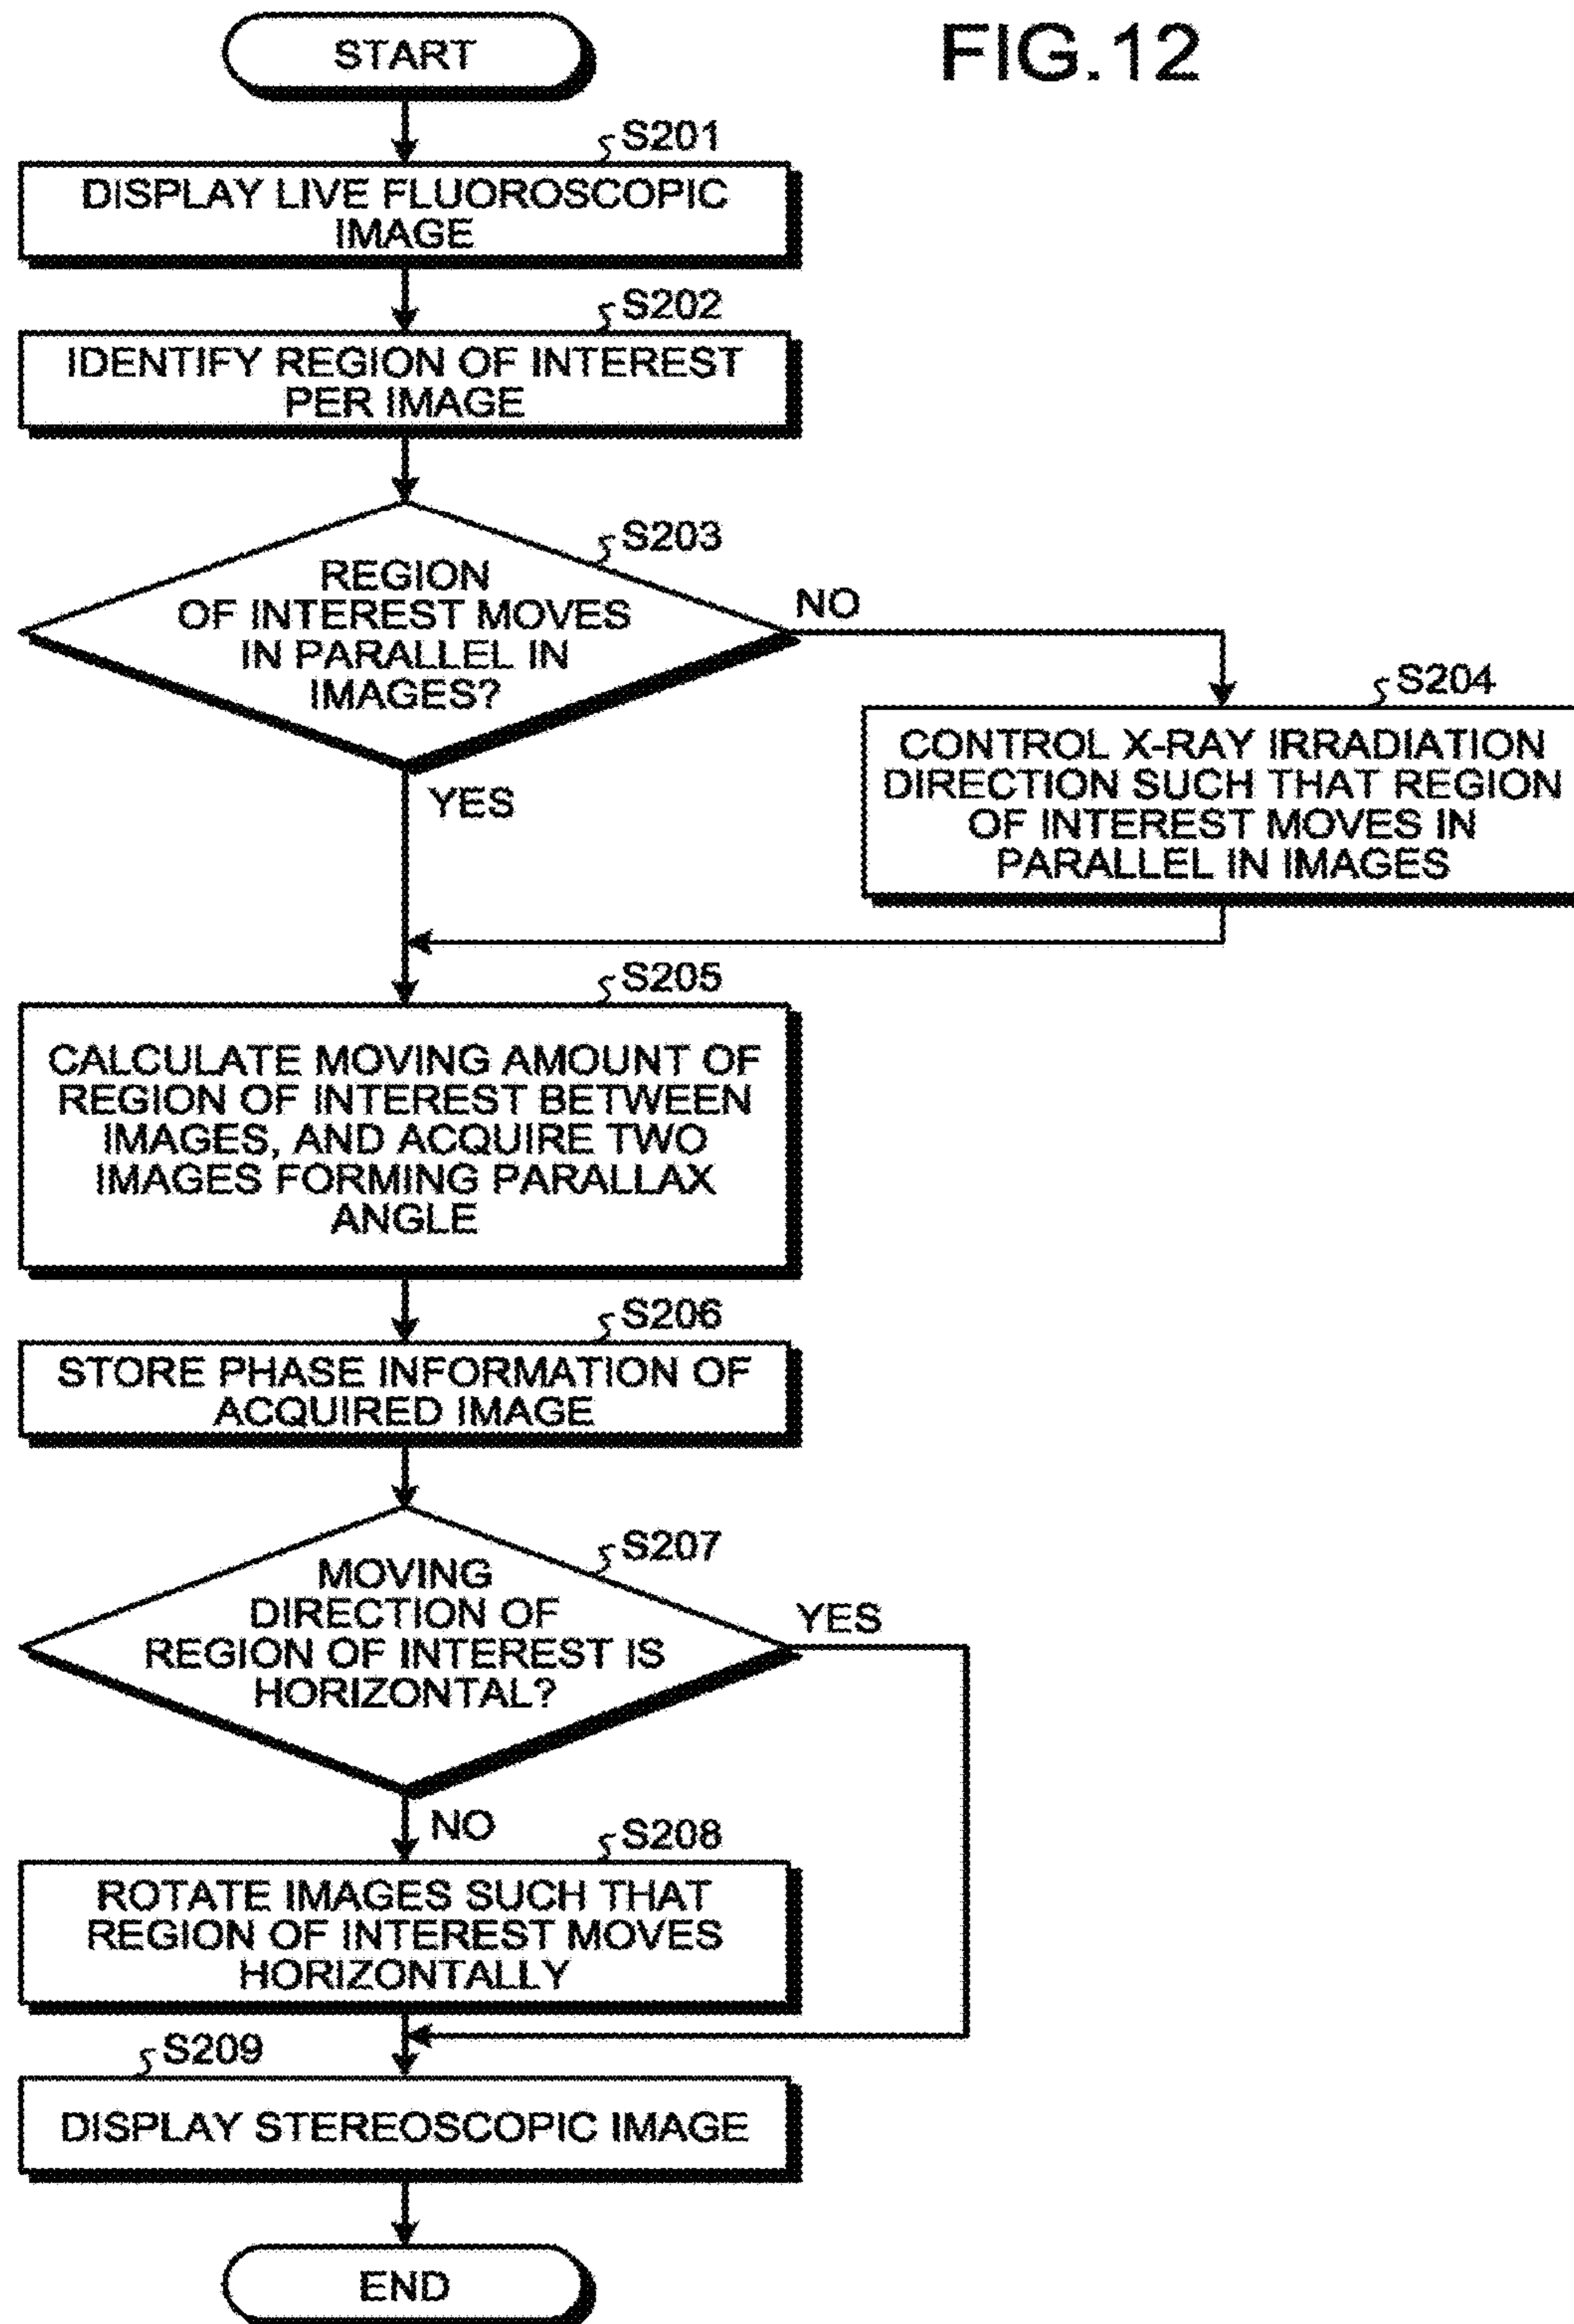 FIG.12
START
S201
DISPLAY LIVE FLUOROSCOPIC
IMAGE
S202
IDENTIFY REGION OF INTEREST
PER IMAGE
S203
REGION
OF INTEREST MOVES
IN PARALLEL IN
IMAGES?
NO
YES
S204
CONTROL X-RAY IRRADIATION
DIRECTION SUCH THAT REGION
OF INTEREST MOVES IN
PARALLEL IN IMAGES
S205
CALCULATE MOVING AMOUNT OF
REGION OF INTEREST BETWEEN
IMAGES, AND ACQUIRE TWO
IMAGES FORMING PARALLAX
ANGLE
S206
STORE PHASE INFORMATION OF
ACQUIRED IMAGE
S207
MOVING
DIRECTION OF
REGION OF INTEREST IS
HORIZONTAL?
YES
NO
S208
ROTATE IMAGES SUCH THAT
REGION OF INTEREST MOVES
HORIZONTALLY
S209
DISPLAY STEREOSCOPIC IMAGE
END